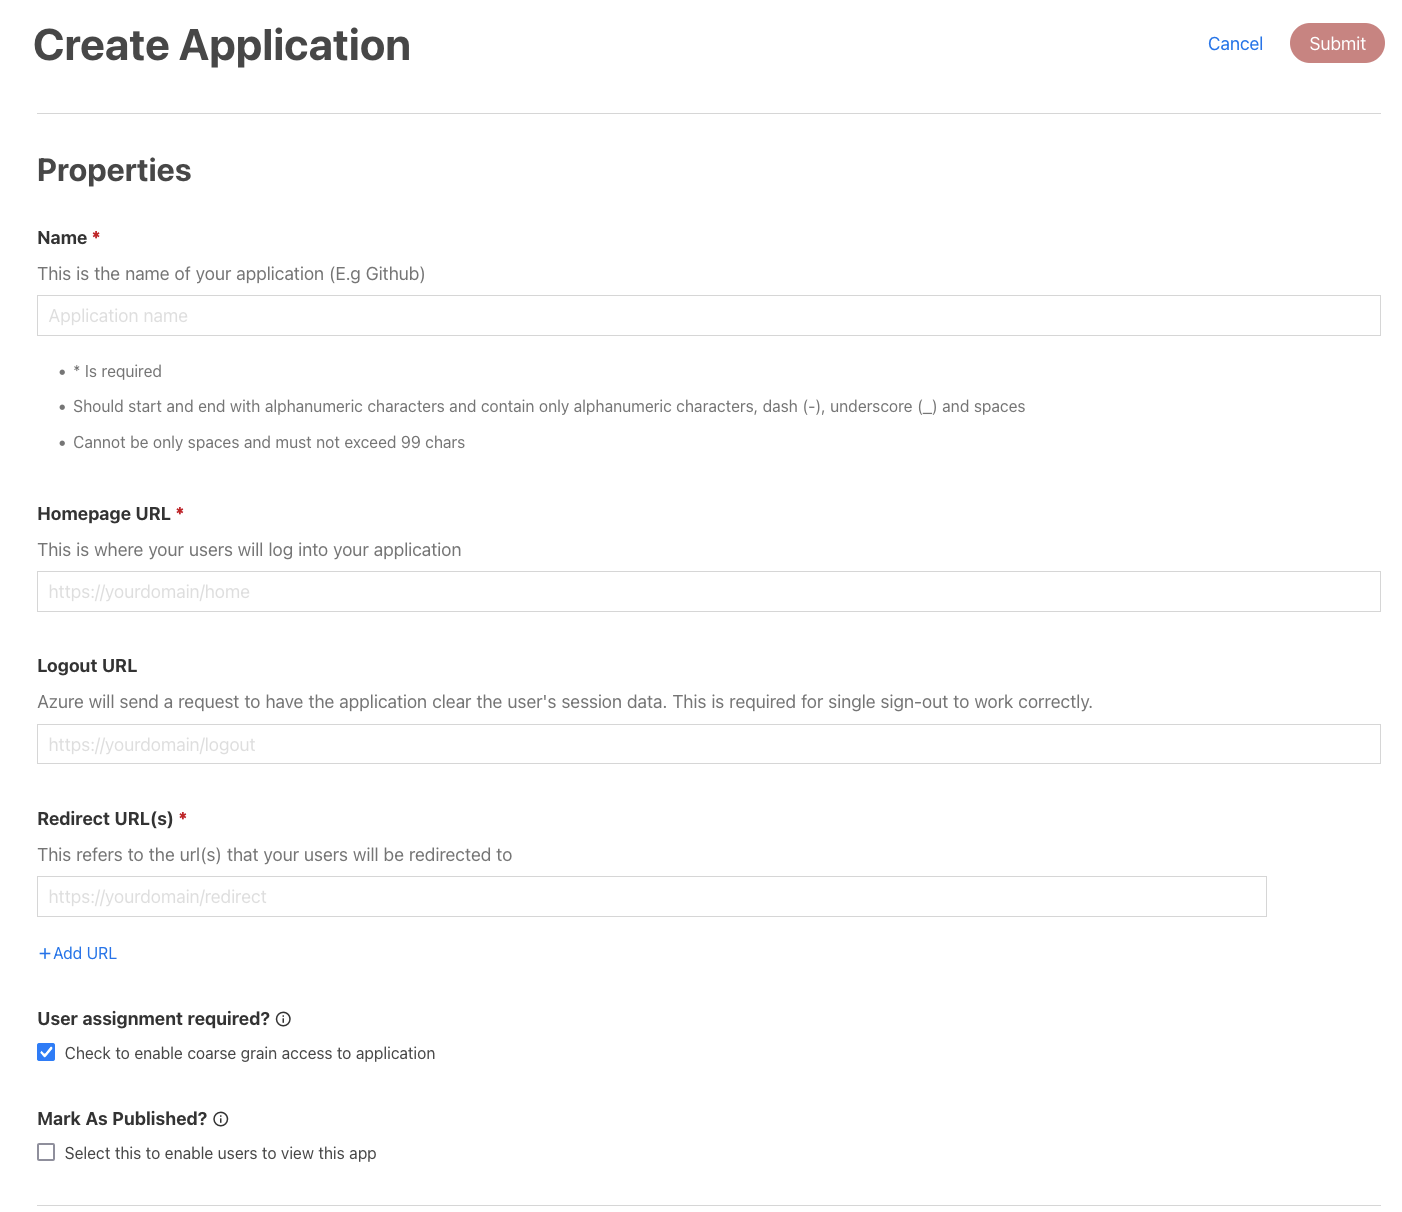 Create Application
Cancel
Submit
Properties
Name *
This is the name of your application (E.g Github)
Application name
• * Is required
• Should start and end with alphanumeric characters and contain only alphanumeric characters, dash (-), underscore (_) and spaces
• Cannot be only spaces and must not exceed 99 chars
Homepage URL *
This is where your users will log into your application
https://yourdomain/home
Logout URL
Azure will send a request to have the application clear the user's session data. This is required for single sign-out to work correctly.
https://yourdomain/logout
Redirect URL(s) *
This refers to the url(s) that your users will be redirected to
https://yourdomain/redirect
+Add URL
User assignment required?
Check to enable coarse grain access to application
Mark As Published?
Select this to enable users to view this app